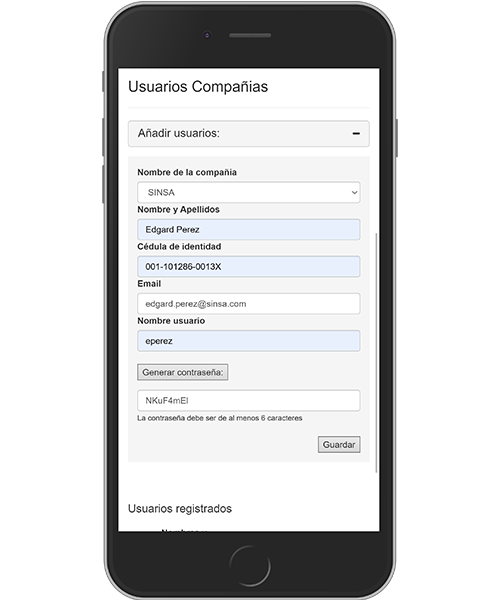 Usuarios Compañias
Añadir usuarios:
Nombre de la compañia
SINSA
Nombre y Apellidos
Edgard Perez
Cédula de identidad
001-101286-0013X
Email
edgard.perez@sinsa.com
Nombre usuario
eperez
Generar contraseña:
NKuF4mEl
La contraseña debe ser de al menos 6 caracteres
Guardar
Usuarios registrados